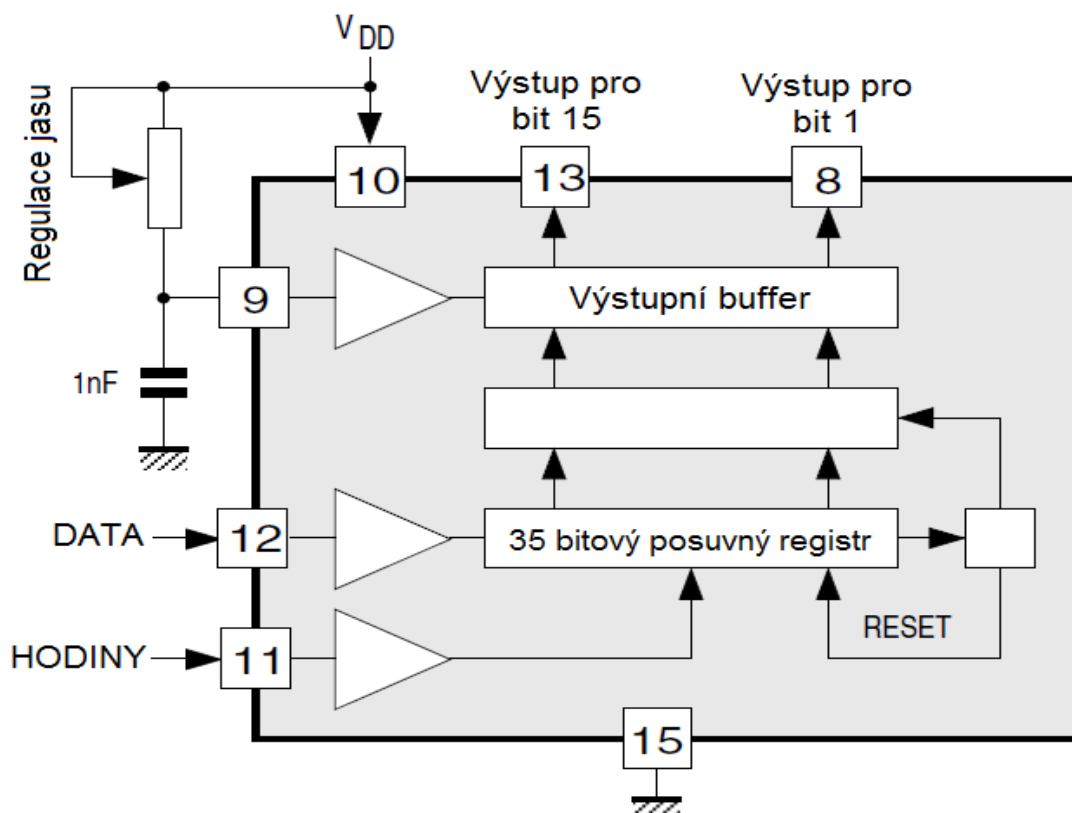 V DD
Výstup pro
bit 15
Výstup pro
bit 1
Regulace jasu
10
13
8
9
Výstupní buffer
1nF
DATA
12
35 bitový posuvný registr
HODINY
11
RESET
15